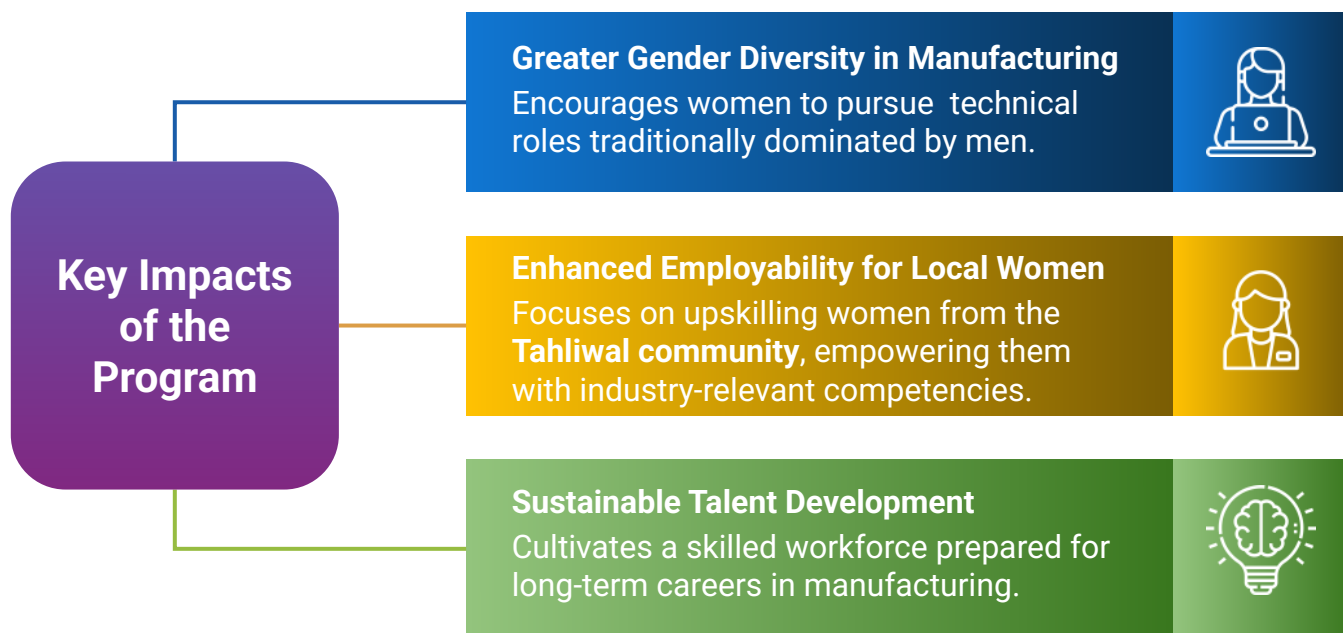 Key Impacts
of the
Program
Greater Gender Diversity in Manufacturing
Encourages women to pursue  technical
roles traditionally dominated by men.
Enhanced Employability for Local Women
Focuses on upskilling women from the
Tahliwal community, empowering them
with industry-relevant competencies.
Sustainable Talent Development
Cultivates a skilled workforce prepared for
long-term careers in manufacturing.